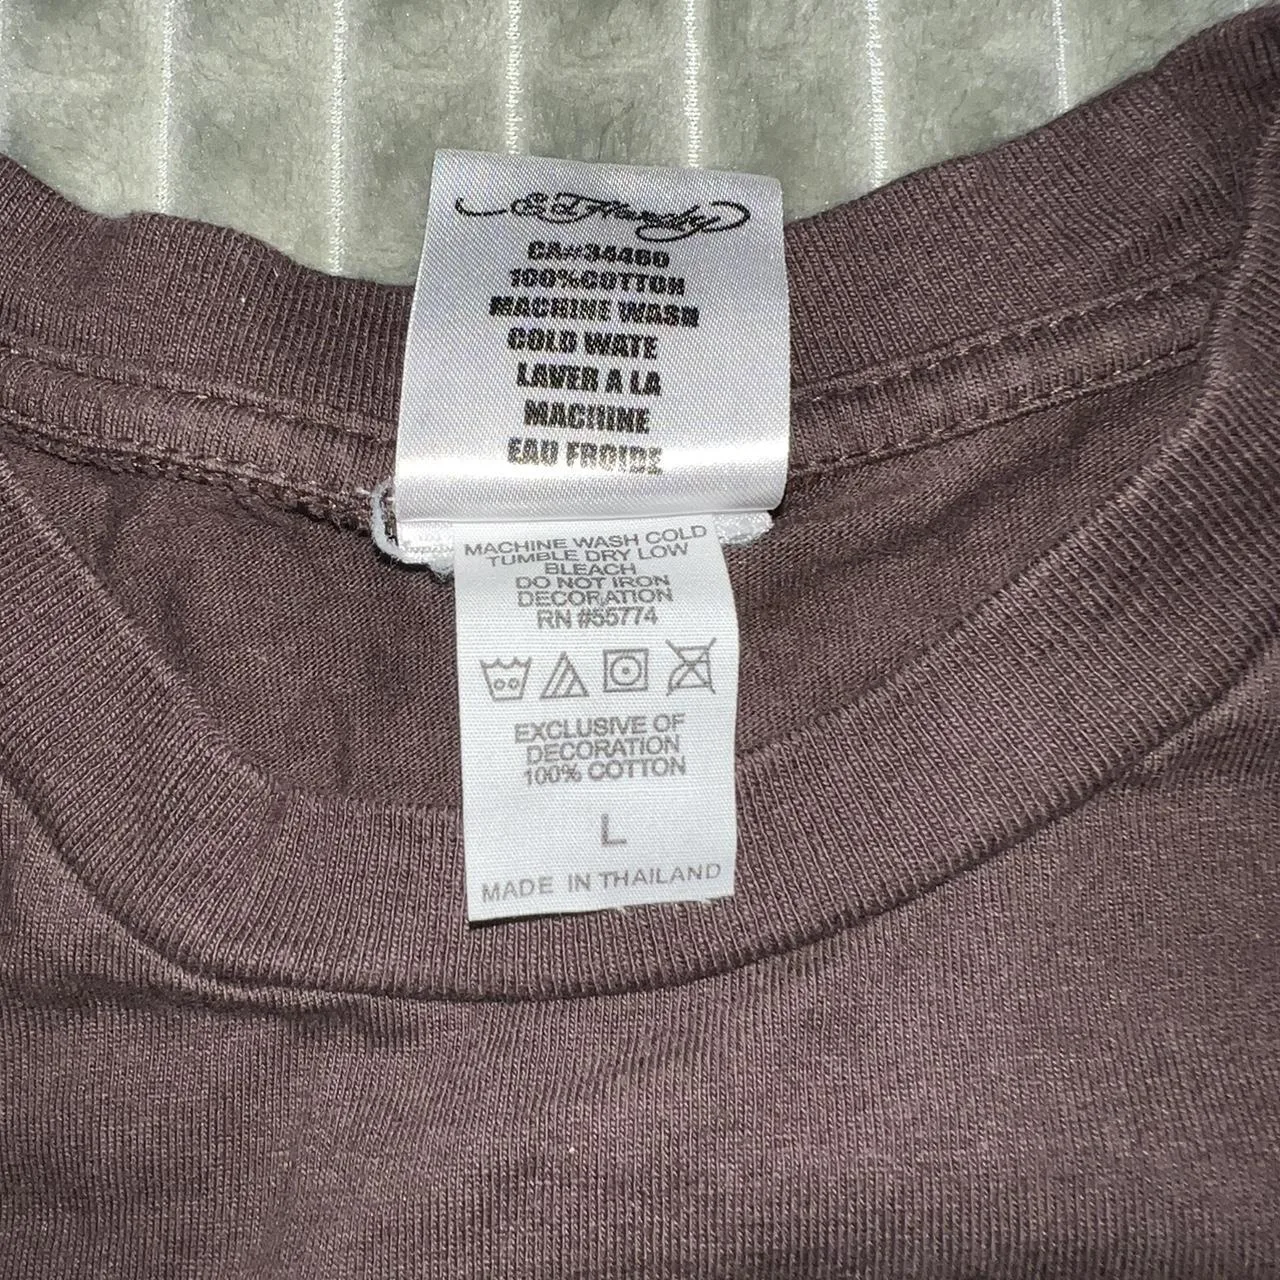 Ed Hardy
CA#34460
100%COTTON
MACHINE WASH
COLD WATE
LAVER A LA
MACHINE
EAU FROIDE
MACHINE WASH COLD
TUMBLE DRY LOW
BLEACH
DO NOT IRON
DECORATION
RN #55774
EXCLUSIVE OF
DECORATION
100% COTTON
L
MADE IN THAILAND